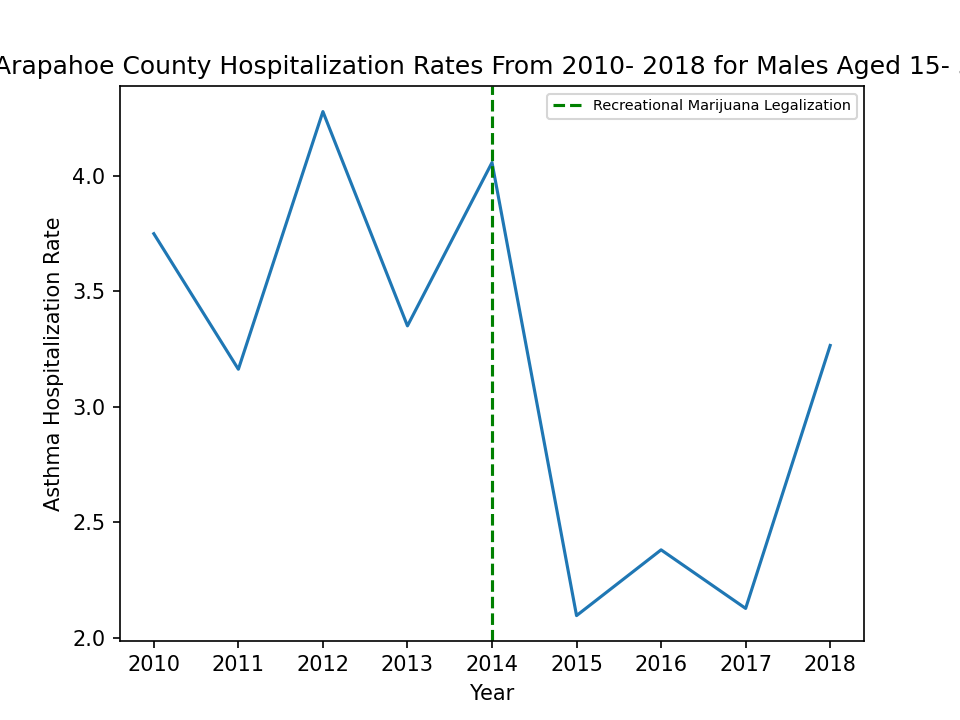 Arapahoe County Hospitalization Rates From 2010- 2018 for Males Aged 15-
Recreational Marijuana Legalization
Asthma Hospitalization Rate
4.0
3.5
3.0
2.5
2.0
2010 2011 2012 2013 2014 2015 2016 2017 2018
Year